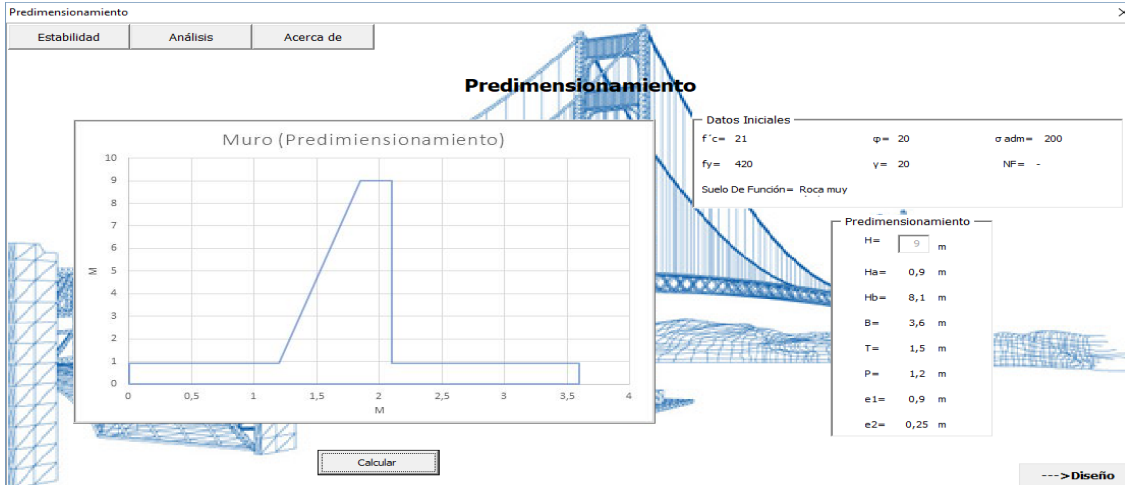 Predimensionamiento
Estabilidad Análisis Acerca de
Predimensionamiento
Muro (Predimiensionamiento)
10
9
8
7
6
5
4
3
2
1
0
M
0 0,5 1 1,5 2 2,5 3 3,5 4
M
Datos Iniciales
f´c= 21 φ= 20 σ adm= 200
fy= 420 γ= 20 NF= -
Suelo De Función= Roca muy
Predimensionamiento
H= 9 m
Ha= 0,9 m
Hb= 8,1 m
B= 3,6 m
T= 1,5 m
P= 1,2 m
e1= 0,9 m
e2= 0,25 m
Calcular
--->Diseño